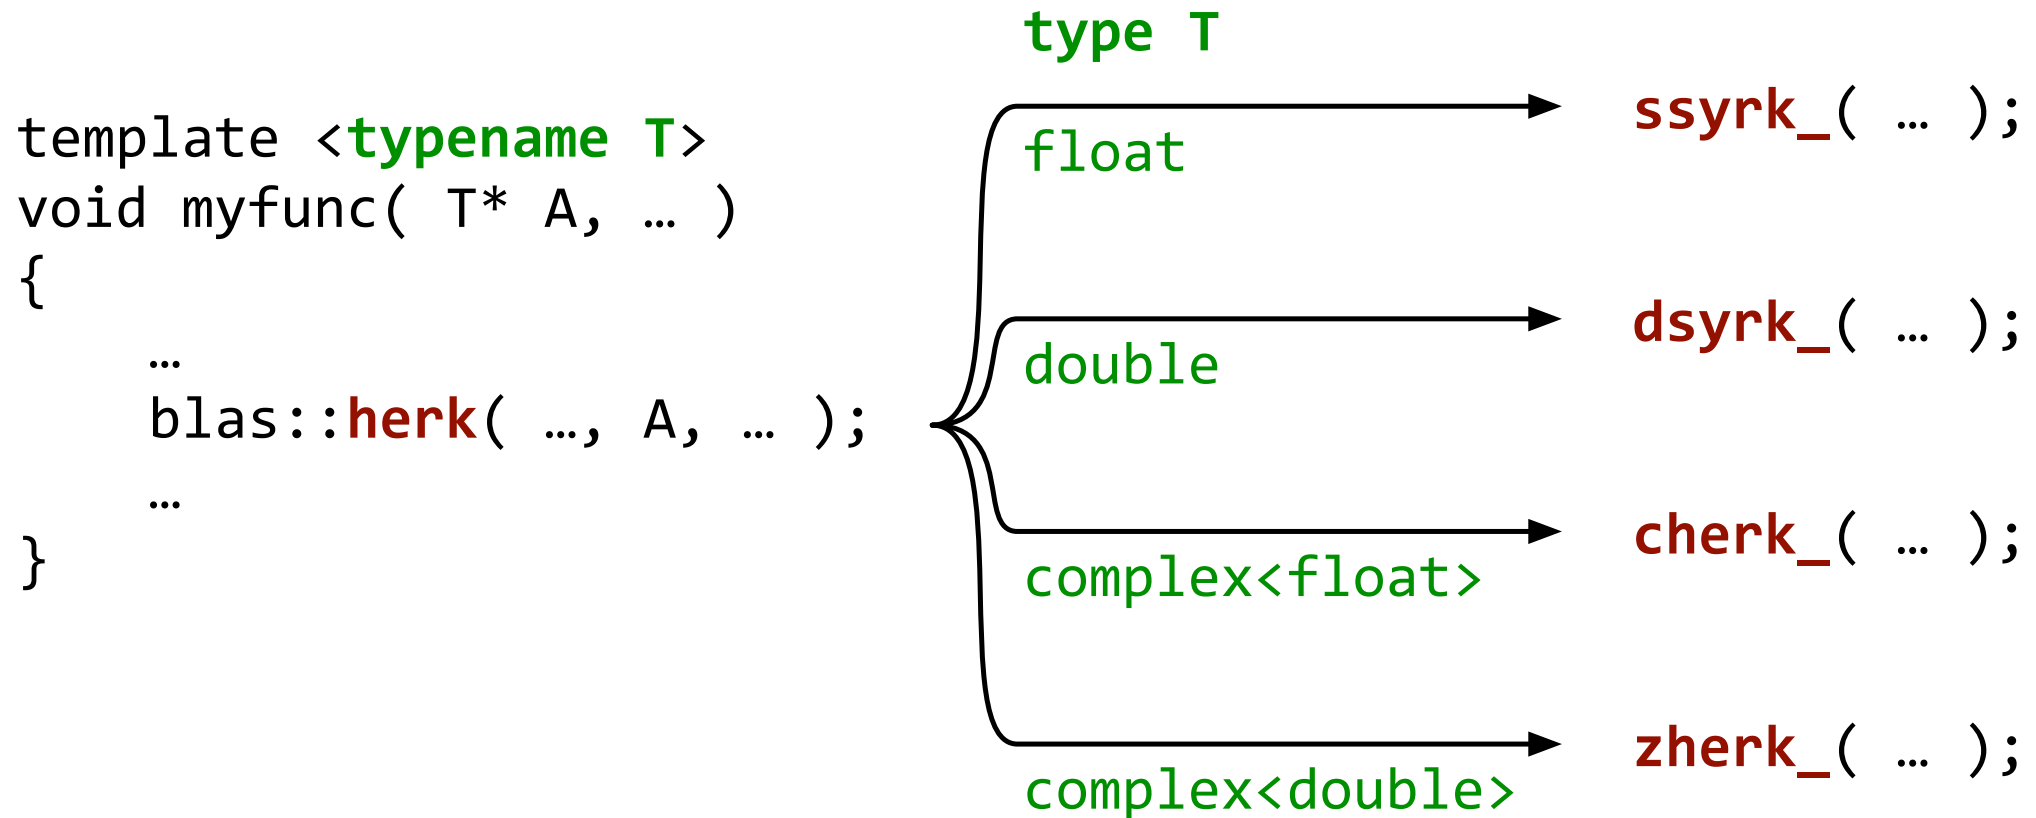 template <typename T>
void myfunc( T* A, … )
{
    …
    blas::herk( …, A, … );
    …
}
type T
float
ssyrk_( … );
double
dsyrk_( … );
complex<float>
cherk_( … );
complex<double>
zherk_( … );